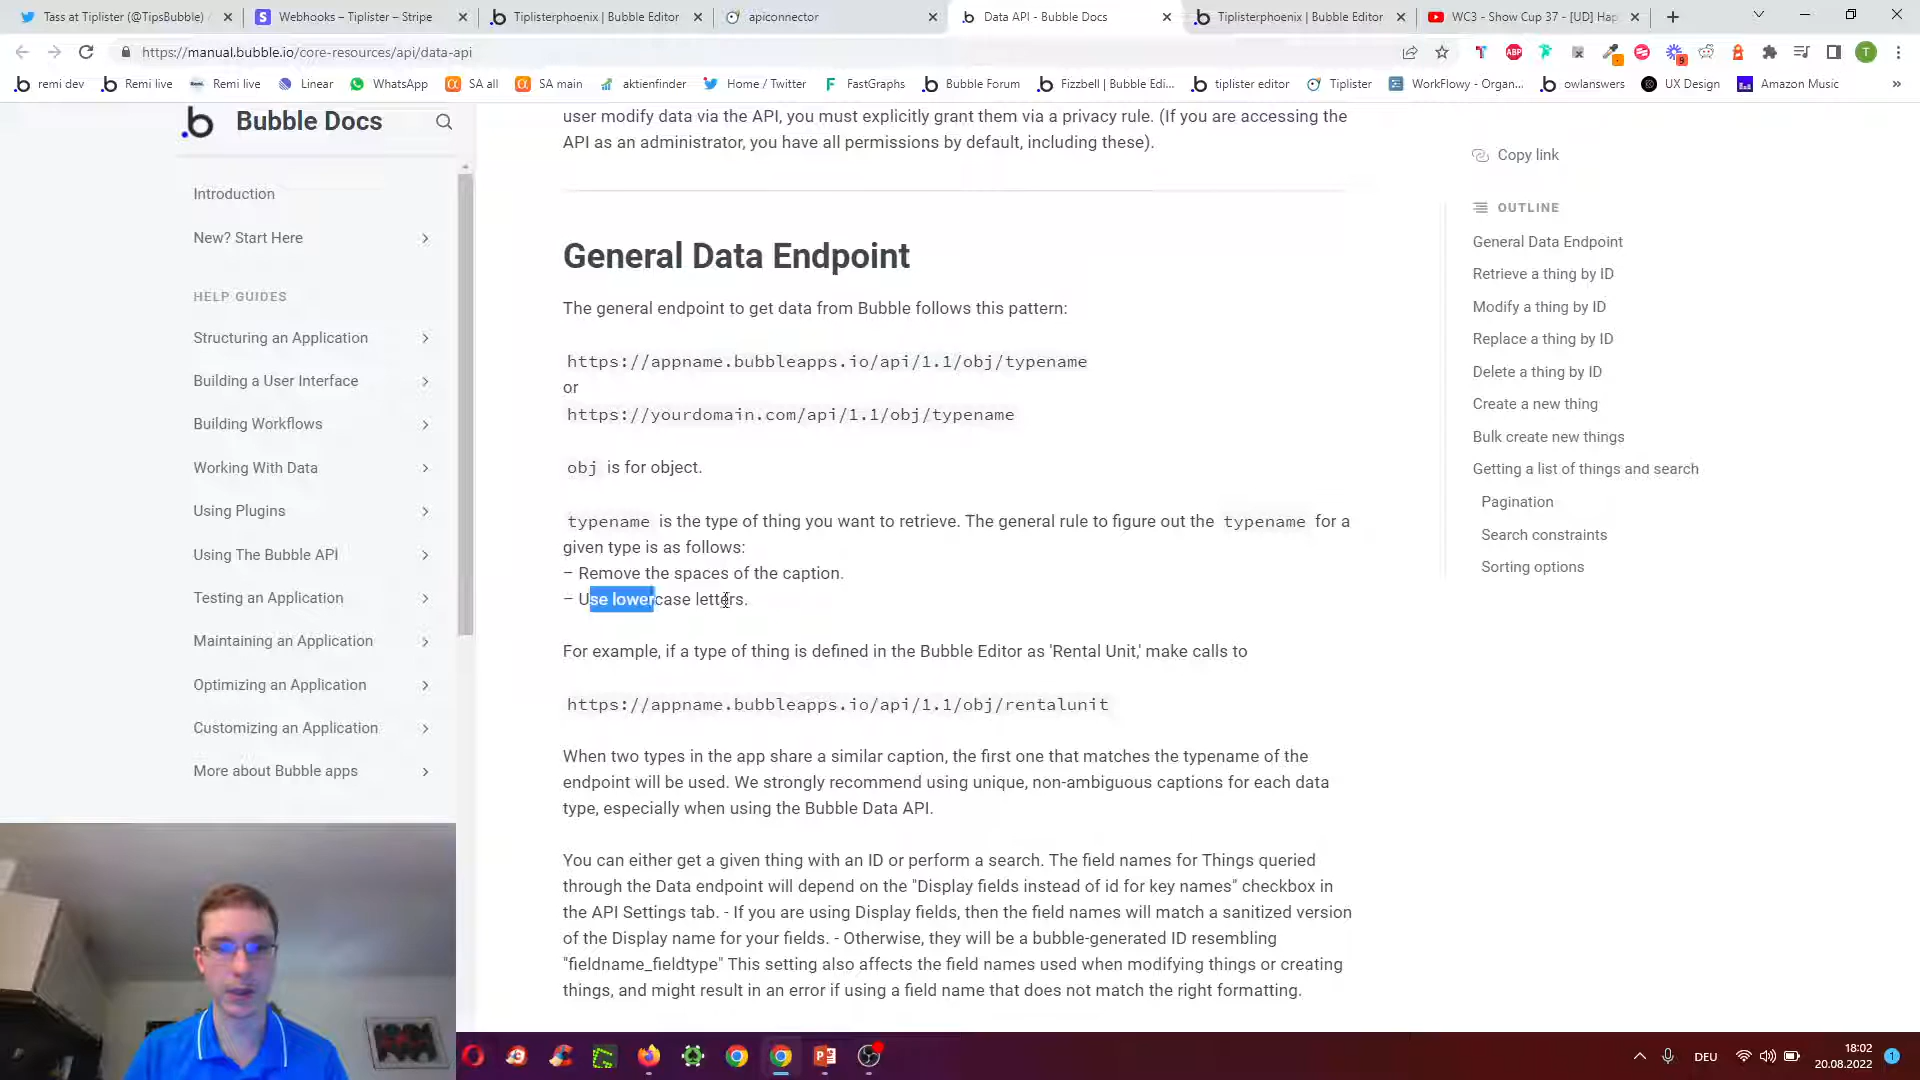 Tass at Tiplister (@TipsBubble)
Webhooks – Tiplister – Stripe
Tiplisterphoenix | Bubble Editor
apiconnector
Data API - Bubble Docs
Tiplisterphoenix | Bubble Editor
WC3 - Show Cup 37 - [UD] Hap
https://manual.bubble.io/core-resources/api/data-api
remi dev
Remi live
Remi live
Linear
WhatsApp
SA all
SA main
aktienfinder
Home / Twitter
FastGraphs
Bubble Forum
Fizzbell | Bubble Edi...
tiplister editor
Tiplister
WorkFlowy - Organ...
owlanswers
UX Design
Amazon Music
Bubble Docs
Introduction
New? Start Here
HELP GUIDES
Structuring an Application
Building a User Interface
Building Workflows
Working With Data
Using Plugins
Using The Bubble API
Testing an Application
Maintaining an Application
Optimizing an Application
Customizing an Application
More about Bubble apps
user modify data via the API, you must explicitly grant them via a privacy rule. (If you are accessing the
API as an administrator, you have all permissions by default, including these).
General Data Endpoint
The general endpoint to get data from Bubble follows this pattern:
https://appname.bubbleapps.io/api/1.1/obj/typename
or
https://yourdomain.com/api/1.1/obj/typename
obj is for object.
typename is the type of thing you want to retrieve. The general rule to figure out the typename for a
given type is as follows:
– Remove the spaces of the caption.
– Use lowercase letters.
For example, if a type of thing is defined in the Bubble Editor as 'Rental Unit,' make calls to
https://appname.bubbleapps.io/api/1.1/obj/rentalunit
When two types in the app share a similar caption, the first one that matches the typename of the
endpoint will be used. We strongly recommend using unique, non-ambiguous captions for each data
type, especially when using the Bubble Data API.
You can either get a given thing with an ID or perform a search. The field names for Things queried
through the Data endpoint will depend on the "Display fields instead of id for key names" checkbox in
the API Settings tab. - If you are using Display fields, then the field names will match a sanitized version
of the Display name for your fields. - Otherwise, they will be a bubble-generated ID resembling
"fieldname_fieldtype" This setting also affects the field names used when modifying things or creating
things, and might result in an error if using a field name that does not match the right formatting.
Copy link
OUTLINE
General Data Endpoint
Retrieve a thing by ID
Modify a thing by ID
Replace a thing by ID
Delete a thing by ID
Create a new thing
Bulk create new things
Getting a list of things and search
Pagination
Search constraints
Sorting options
DEU
18:02
20.08.2022